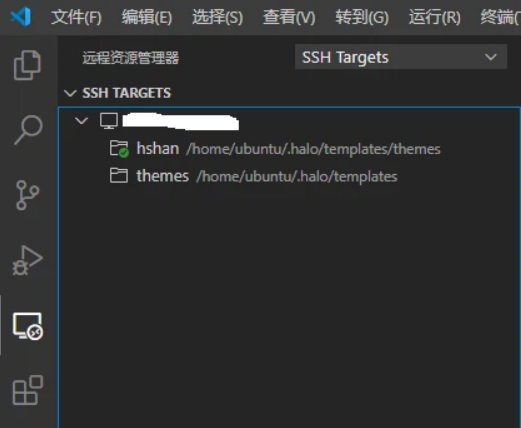 文件(F) 编辑(E) 选择(S) 查看(V) 转到(G) 运行(R) 终端(
远程资源管理器 SSH Targets
SSH TARGETS
hshan /home/ubuntu/.halo/templates/themes
themes /home/ubuntu/.halo/templates